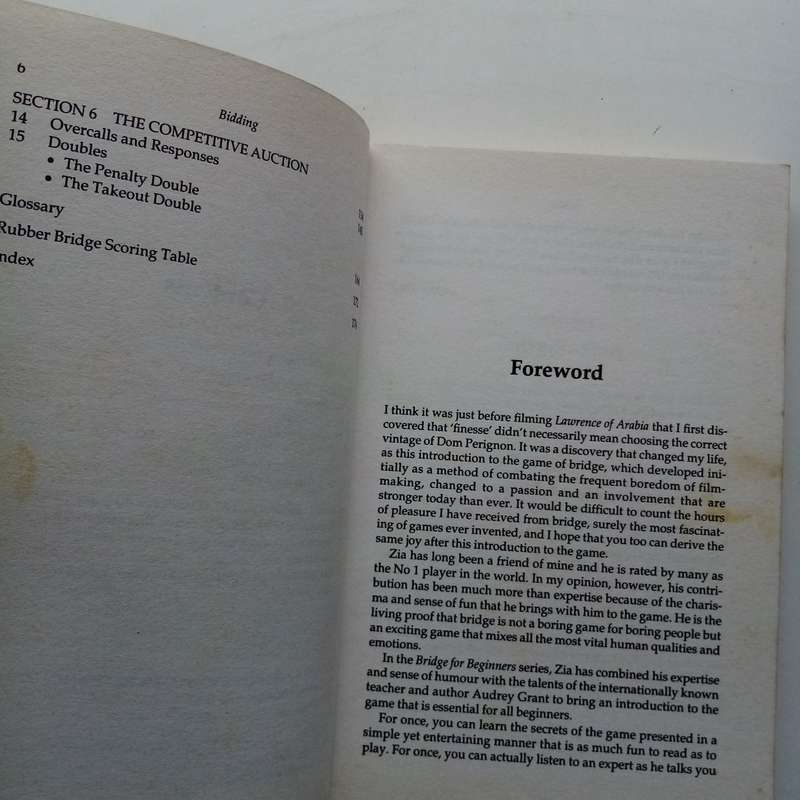 6
Bidding
SECTION 6 THE COMPETITIVE AUCTION
14 Overcalls and Responses
15 Doubles
• The Penalty Double
• The Takeout Double
Glossary
Rubber Bridge Scoring Table
ndex
Foreword
I think it was just before filming Lawrence of Arabia that I first dis-
covered that 'finesse' didn't necessarily mean choosing the correct
vintage of Dom Perignon. It was a discovery that changed my life,
as this introduction to the game of bridge, which developed ini-
tially as a method of combating the frequent boredom of film-
making, changed to a passion and an involvement that are
stronger today than ever. It would be difficult to count the hours
of pleasure I have received from bridge, surely the most fascinat-
ing of games ever invented, and I hope that you too can derive the
same joy after this introduction to the game.
Zia has long been a friend of mine and he is rated by many as
the No 1 player in the world. In my opinion, however, his contri-
bution has been much more than expertise because of the charis-
ma and sense of fun that he brings with him to the game. He is the
living proof that bridge is not a boring game for boring people but
an exciting game that mixes all the most vital human qualities and
emotions.
In the Bridge for Beginners series, Zia has combined his expertise
and sense of humour with the talents of the internationally known
teacher and author Audrey Grant to bring an introduction to the
game that is essential for all beginners.
For once, you can learn the secrets of the game presented in a
simple yet entertaining manner that is as much fun to read as to
play. For once, you can actually listen to an expert as he talks you